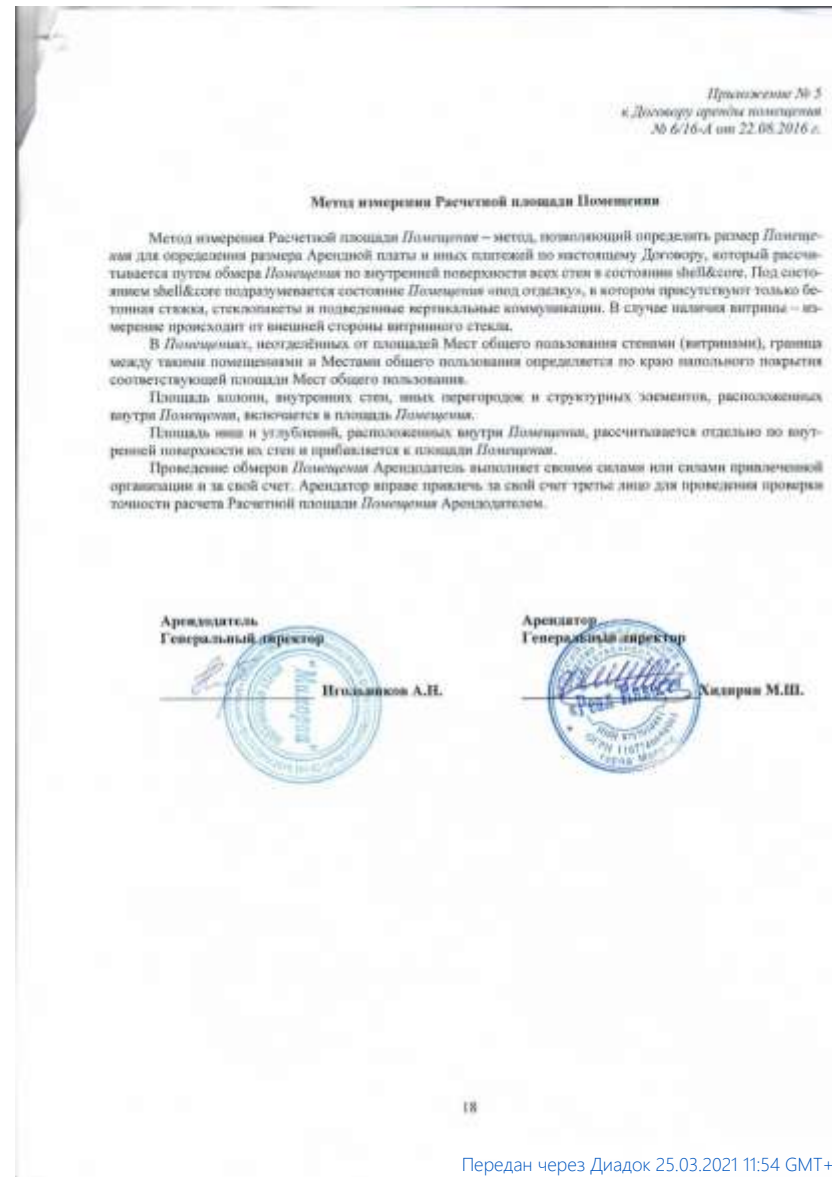 Приложение № 5
к Договору аренды помещения
№ 6/16-А от 22.08.2016 г.
Метод измерения Расчетной площади Помещения
Метод измерения Расчетной площади Помещения – метод, позволяющий определить размер Помеще-
ния для определения размера Арендной платы и иных платежей по настоящему Договору, который рассчи-
тывается путем обмера Помещения по внутренней поверхности всех стен в состоянии shell&core. Под состо-
янием shell&core подразумевается состояние Помещения «под отделку», в котором присутствуют только бе-
тонная стяжка, стеклопакеты и подведенные вертикальные коммуникации. В случае наличия витрины – из-
мерение происходит от внешней стороны витринного стекла.
В Помещениях, неотделённых от площадей Мест общего пользования стенами (витринами), граница
между такими помещениями и Местами общего пользования определяется по краю напольного покрытия
соответствующей площади Мест общего пользования.
Площадь колонн, внутренних стен, иных перегородок и структурных элементов, расположенных
внутри Помещения, включается в площадь Помещения.
Площадь ниш и углублений, расположенных внутри Помещения, рассчитывается отдельно по внут-
ренней поверхности их стен и прибавляется к площади Помещения.
Проведение обмеров Помещения Арендодатель выполняет своими силами или силами привлеченной
организации и за свой счет. Арендатор вправе привлечь за свой счет третье лицо для проведения проверки
точности расчета Расчетной площади Помещения Арендодателем.
Арендодатель
Генеральный директор
Игольников А.Н.
Арендатор
Генеральный директор
Хидирян М.Ш.
18
Передан через Диадок 25.03.2021 11:54 GMT+